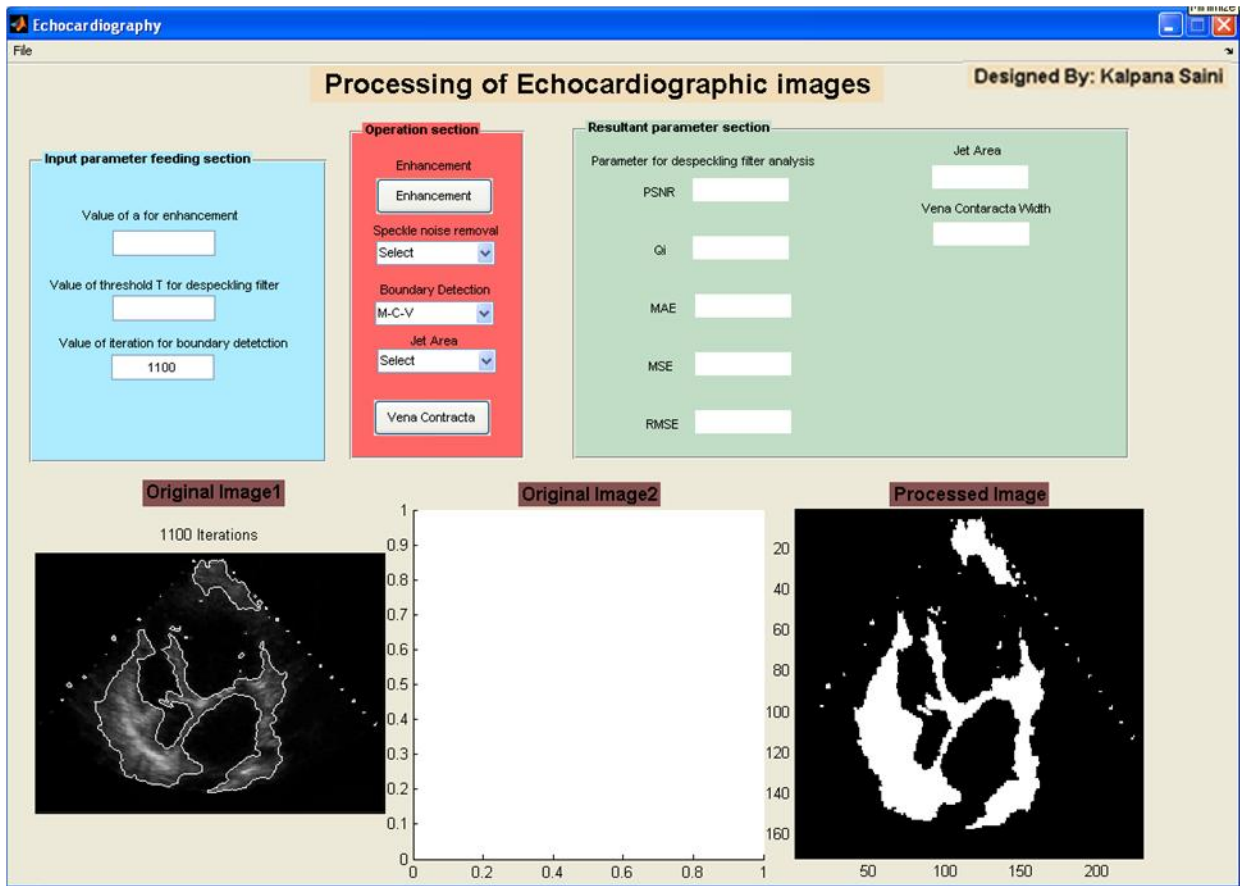 Minimize
Echocardiography
File
Processing of Echocardiographic images
Designed By: Kalpana Saini
Input parameter feeding section
Value of a for enhancement
Value of threshold T for despeckling filter
Value of iteration for boundary detetction
1100
Operation section
Enhancement
Enhancement
Speckle noise removal
Select
Boundary Detection
M-C-V
Jet Area
Select
Vena Contracta
Resultant parameter section
Parameter for despeckling filter analysis
PSNR
Qi
MAE
MSE
RMSE
Jet Area
Vena Contaracta Width
Original Image1
1100 Iterations
Original Image2
1
0.9
0.8
0.7
0.6
0.5
0.4
0.3
0.2
0.1
0
0 0.2 0.4 0.6 0.8 1
Processed Image
20
40
60
80
100
120
140
160
50 100 150 200